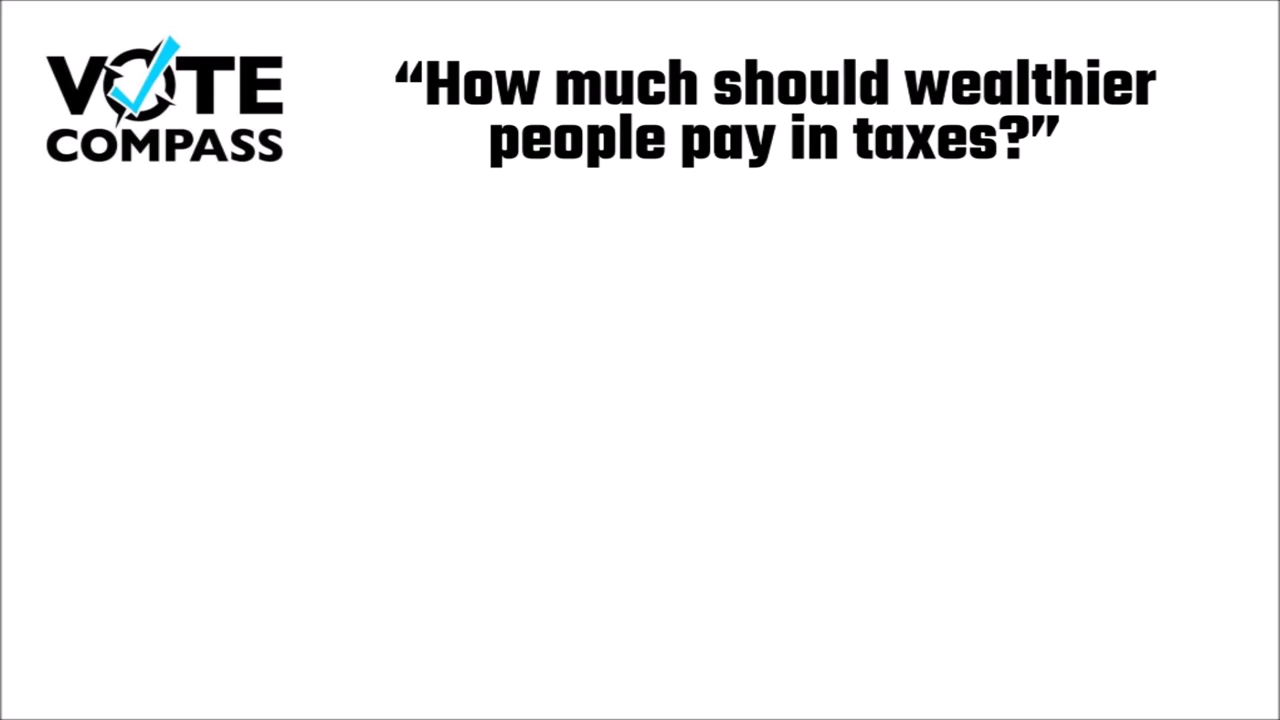 VOTE
COMPASS
“How much should wealthier
people pay in taxes?”